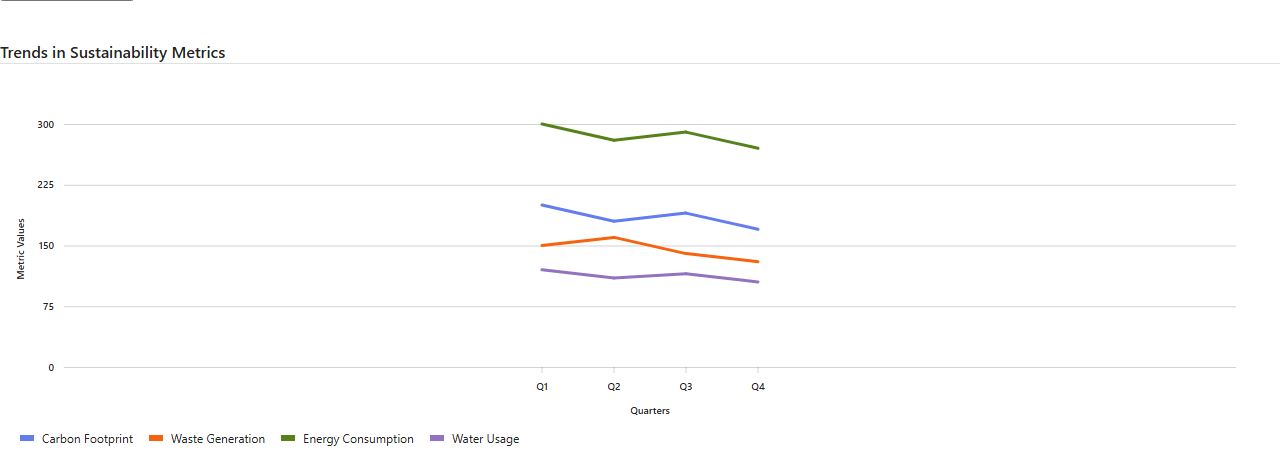 Trends in Sustainability Metrics
300
225
150
75
0
Metric Values
Q1 Q2 Q3 Q4
Quarters
Carbon Footprint Waste Generation Energy Consumption Water Usage